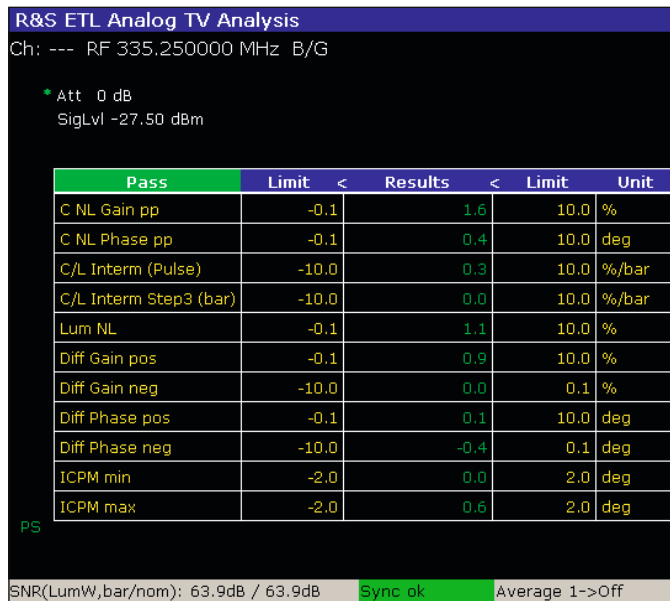 R&S ETL Analog TV Analysis
Ch: --- RF 335.250000 MHz B/G
* Att 0 dB
SigLvl -27.50 dBm
Pass Limit < Results < Limit Unit
C NL Gain pp -0.1 1.6 10.0 %
C NL Phase pp -0.1 0.4 10.0 deg
C/L Interm (Pulse) -10.0 0.3 10.0 %/bar
C/L Interm Step3 (bar) -10.0 0.0 10.0 %/bar
Lum NL -0.1 1.1 10.0 %
Diff Gain pos -0.1 0.9 10.0 %
Diff Gain neg -10.0 0.0 0.1 %
Diff Phase pos -0.1 0.1 10.0 deg
Diff Phase neg -10.0 -0.4 0.1 deg
ICPM min -2.0 0.0 2.0 deg
ICPM max -2.0 0.6 2.0 deg
PS
SNR(LumW,bar/nom): 63.9dB / 63.9dB Sync ok Average 1->Off